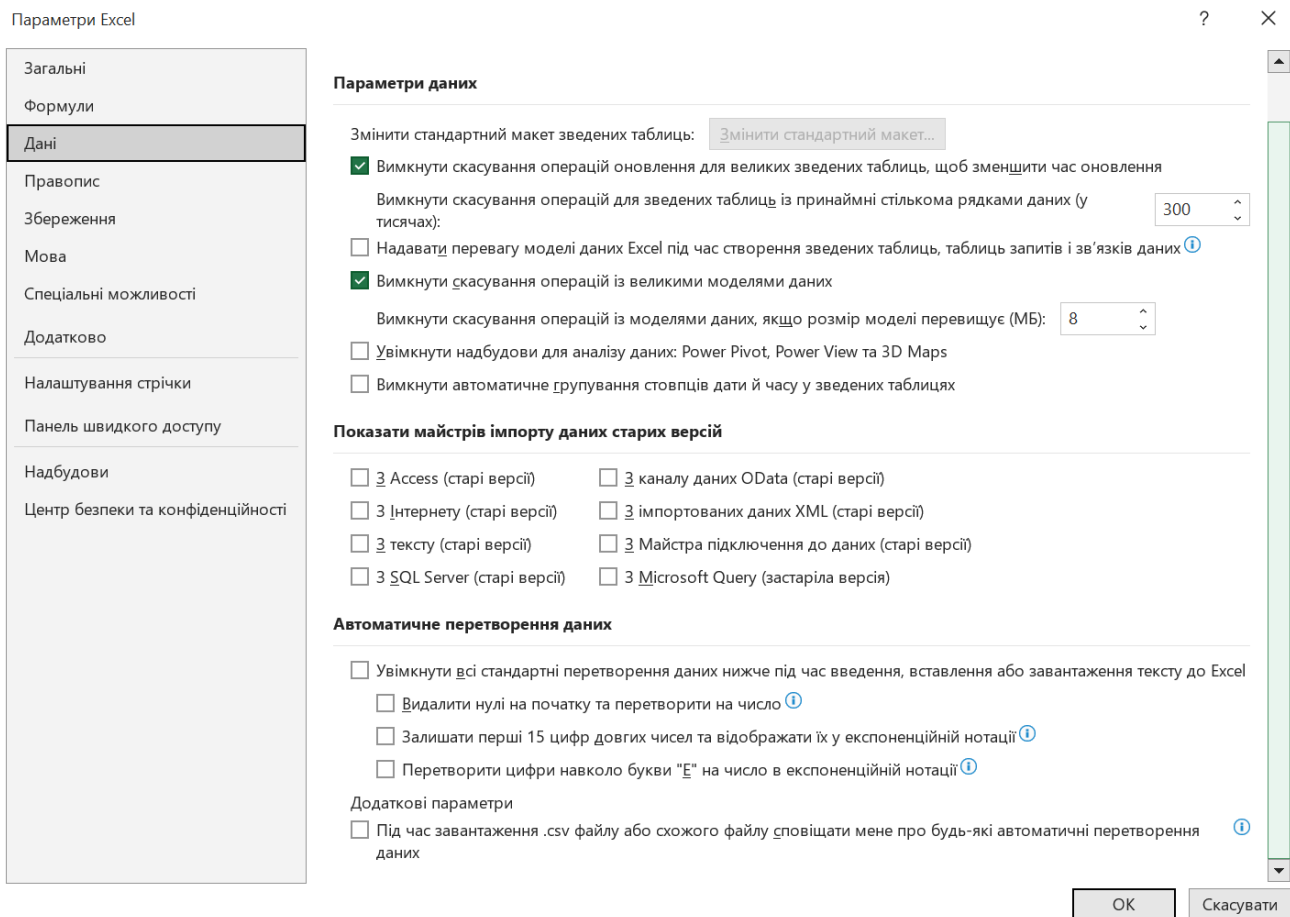 Параметри Excel
?
Загальні
Формули
Дані
Правопис
Збереження
Мова
Спеціальні можливості
Додатково
Налаштування стрічки
Панель швидкого доступу
Надбудови
Центр безпеки та конфіденційності
Параметри даних
Змінити стандартний макет зведених таблиць: Змінити стандартний макет...
Вимкнути скасування операцій оновлення для великих зведених таблиць, щоб зменшити час оновлення
Вимкнути скасування операцій для зведених таблиць із принаймні стількома рядками даних (у
тисячах):
300
Надавати перевагу моделі даних Excel під час створення зведених таблиць, таблиць запитів і зв’язків даних
Вимкнути скасування операцій із великими моделями даних
Вимкнути скасування операцій із моделями даних, якщо розмір моделі перевищує (МБ): 8
Увімкнути надбудови для аналізу даних: Power Pivot, Power View та 3D Maps
Вимкнути автоматичне групування стовпців дати й часу у зведених таблицях
Показати майстрів імпорту даних старих версій
З Access (старі версії) З каналу даних OData (старі версії)
З Інтернету (старі версії) З імпортованих даних XML (старі версії)
З тексту (старі версії) З Майстра підключення до даних (старі версії)
З SQL Server (старі версії) З Microsoft Query (застаріла версія)
Автоматичне перетворення даних
Увімкнути всі стандартні перетворення даних нижче під час введення, вставлення або завантаження тексту до Excel
Видалити нулі на початку та перетворити на число
Залишати перші 15 цифр довгих чисел та відображати їх у експоненційній нотації
Перетворити цифри навколо букви "E" на число в експоненційній нотації
Додаткові параметри
Під час завантаження .csv файлу або схожого файлу сповіщати мене про будь-які автоматичні перетворення
даних
ОК Скасувати